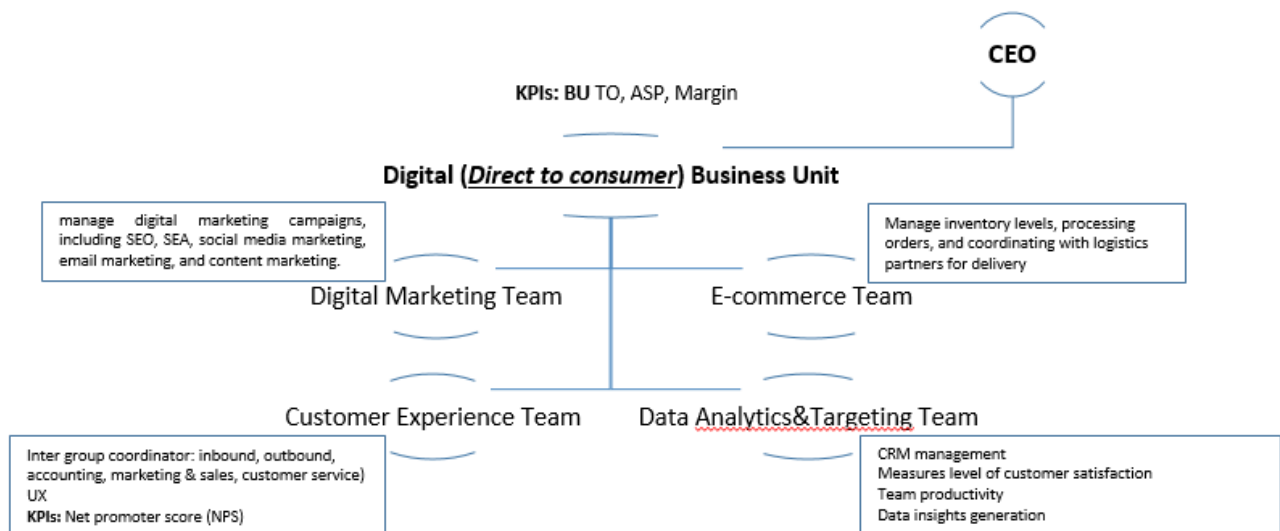 CEO
KPIs: BU TO, ASP, Margin
Digital (Direct to consumer) Business Unit
manage digital marketing campaigns,
including SEO, SEA, social media marketing,
email marketing, and content marketing.
Manage inventory levels, processing
orders, and coordinating with logistics
partners for delivery
Digital Marketing Team
E-commerce Team
Customer Experience Team
Data Analytics&Targeting Team
Inter group coordinator: inbound, outbound,
accounting, marketing & sales, customer service)
UX
KPIs: Net promoter score (NPS)
CRM management
Measures level of customer satisfaction
Team productivity
Data insights generation